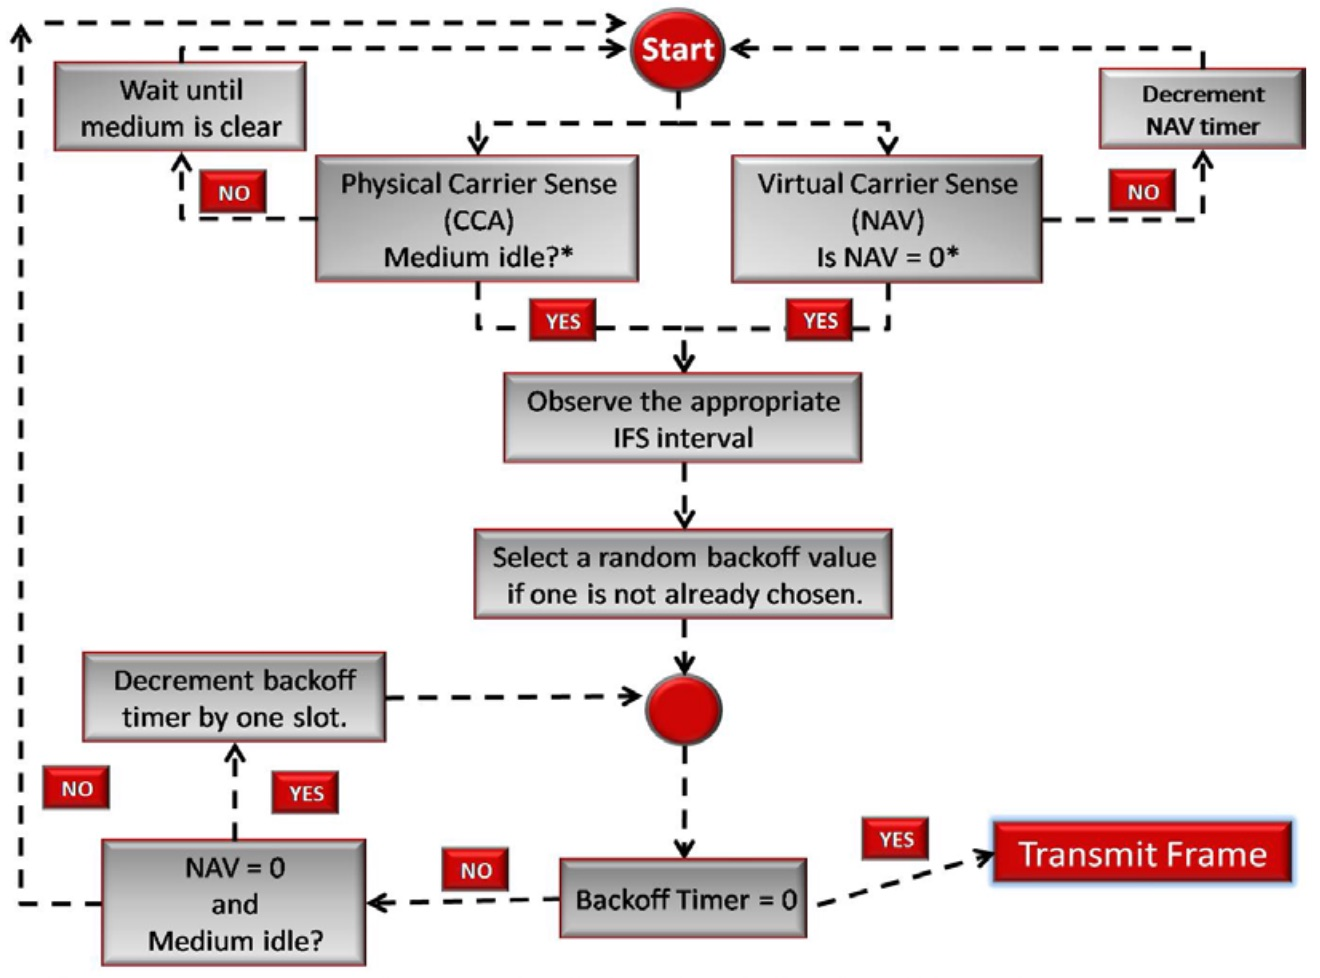 Start
Wait until
medium is clear
Decrement
NAV timer
NO
Physical Carrier Sense
(CCA)
Medium idle?*
Virtual Carrier Sense
(NAV)
Is NAV = 0*
NO
YES
YES
Observe the appropriate
IFS interval
Select a random backoff value
if one is not already chosen.
Decrement backoff
timer by one slot.
NO
YES
NAV = 0
and
Medium idle?
NO
Backoff Timer = 0
YES
Transmit Frame